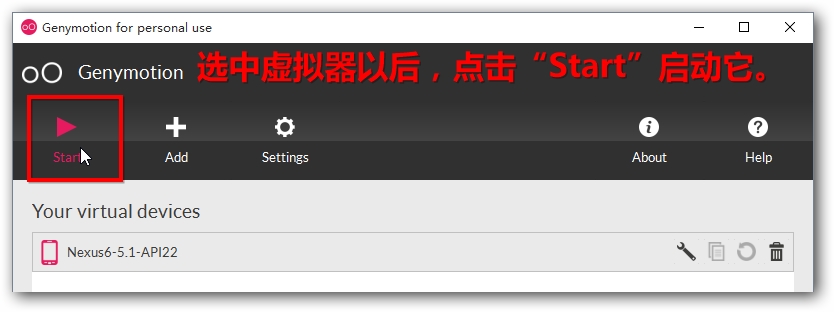 Genymotion for personal use
Genymotion 选中虚拟器以后，点击“Start”启动它。
Start Add Settings About Help
Your virtual devices
Nexus6-5.1-API22